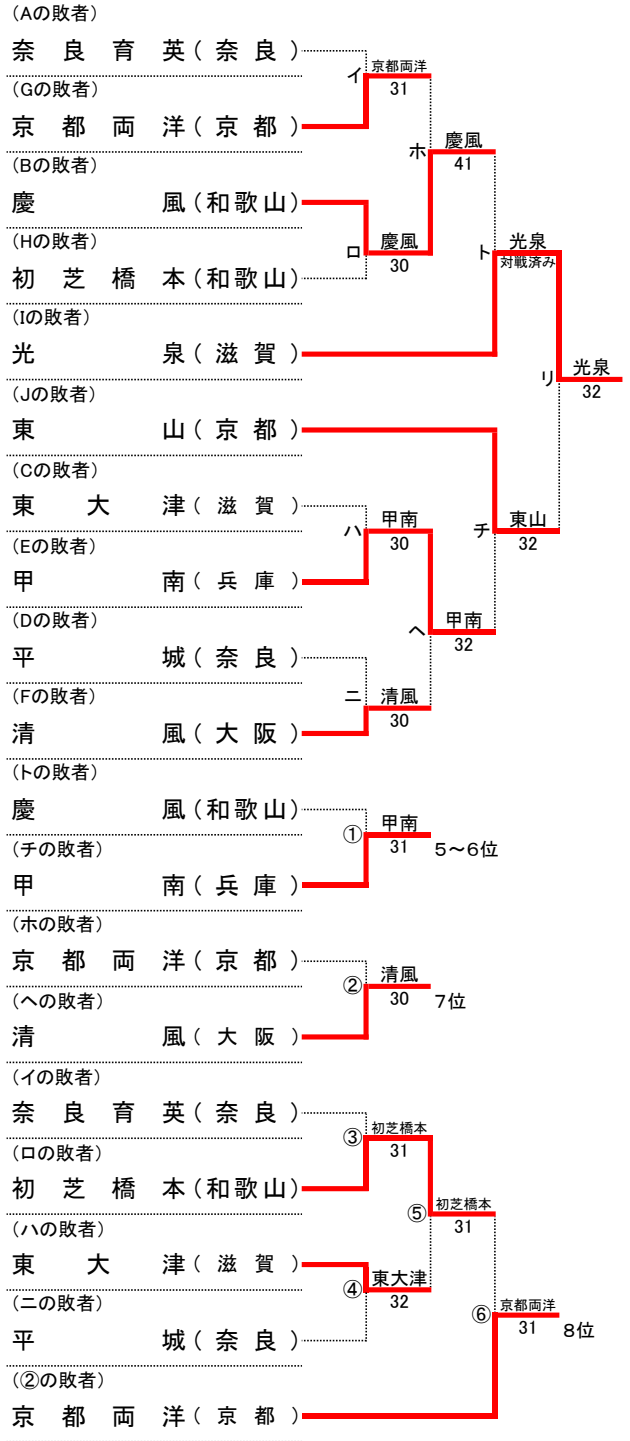 (Aの敗者)
奈良育英(奈良)
イ 京都両洋
31
(Gの敗者)
京都両洋(京都)
ホ 慶風
41
(Bの敗者)
慶風(和歌山)
ロ 慶風
30
(Hの敗者)
初芝橋本(和歌山)
ト 光泉
対戦済み
(Iの敗者)
光泉(滋賀)
リ 光泉
32
(Jの敗者)
東山(京都)
チ 東山
32
(Cの敗者)
東大津(滋賀)
ハ 甲南
30
(Eの敗者)
甲南(兵庫)
ヘ 甲南
32
(Dの敗者)
平城(奈良)
ニ 清風
30
(Fの敗者)
清風(大阪)
(トの敗者)
慶風(和歌山)
① 甲南
31 5～6位
(チの敗者)
甲南(兵庫)
(ホの敗者)
京都両洋(京都)
② 清風
30 7位
(ヘの敗者)
清風(大阪)
(イの敗者)
奈良育英(奈良)
③ 初芝橋本
31
(ロの敗者)
初芝橋本(和歌山)
⑤ 初芝橋本
31
(ハの敗者)
東大津(滋賀)
④ 東大津
32
(ニの敗者)
平城(奈良)
⑥ 京都両洋
31 8位
(②の敗者)
京都両洋(京都)